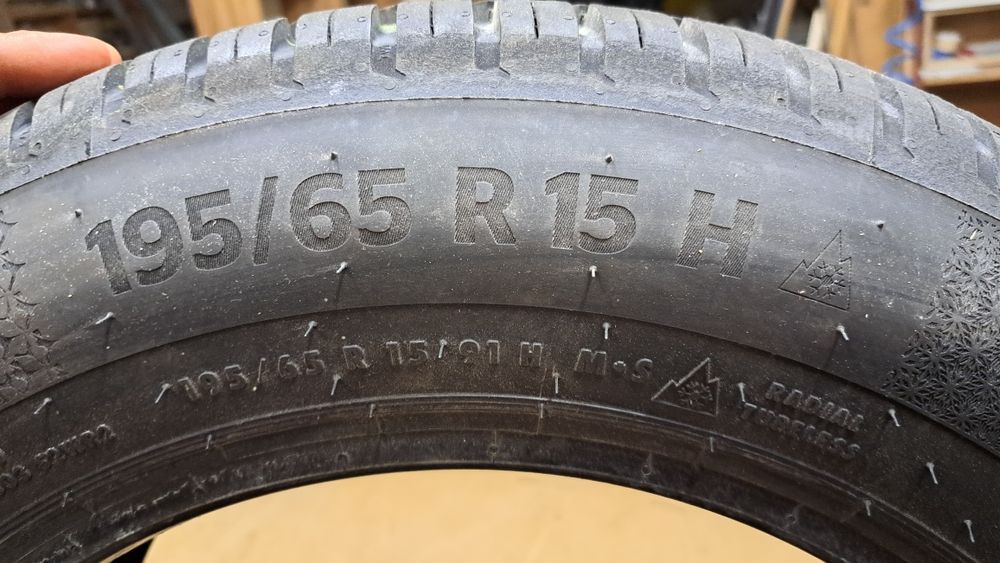 195/65 R 15 H
195/65 R 15 91 H M•S
RADIAL
TUBELESS